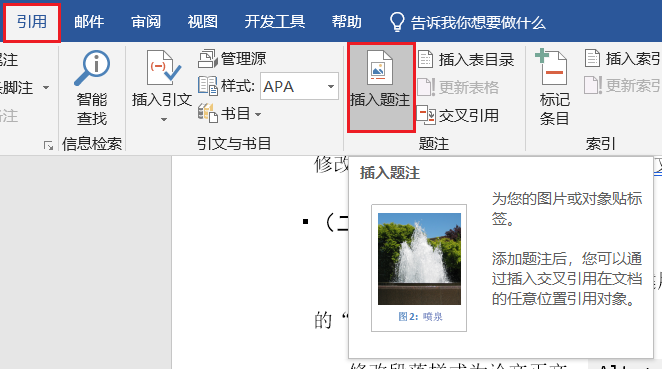 引用 邮件 审阅 视图 开发工具 帮助 告诉我你想要做什么
注 管理源 插入表目录 插入索引
脚注 样式: APA 更新表格 更新索引
智能查找 插入引文 书目 插入题注 交叉引用 标记条目
信息检索 引文与书目 题注 索引
修改
插入题注
为您的图片或对象贴标
签。
添加题注后，您可以通
过插入交叉引用在文档
的任意位置引用对象。
图2: 喷泉
的“